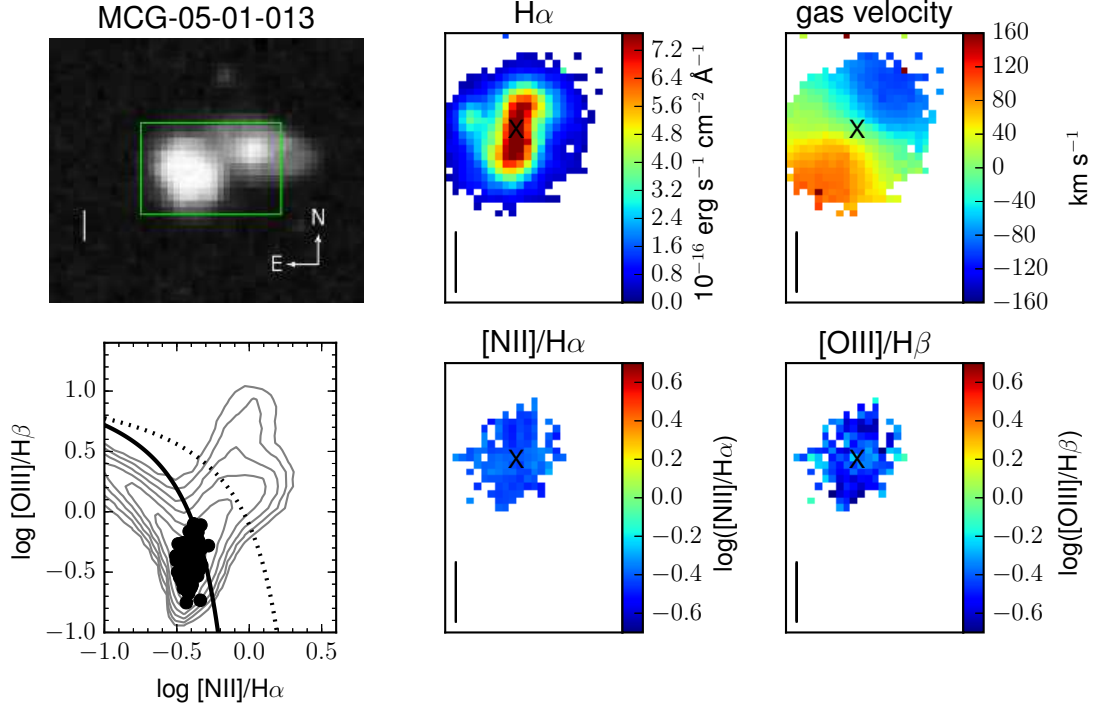 MCG-05-01-013
N
E
Hα
7.2
6.4
5.6
4.8
4.0
3.2
2.4
1.6
0.8
0.0
10⁻¹⁶ erg s⁻¹ cm⁻² Å⁻¹
gas velocity
160
120
80
40
0
−40
−80
−120
−160
km s⁻¹
1.0
0.5
0.0
−0.5
−1.0
−1.0 −0.5 0.0 0.5
log [OIII]/Hβ
log [NII]/Hα
[NII]/Hα
0.6
0.4
0.2
0.0
−0.2
−0.4
−0.6
log([NII]/Hα)
[OIII]/Hβ
0.6
0.4
0.2
0.0
−0.2
−0.4
−0.6
log([OIII]/Hβ)